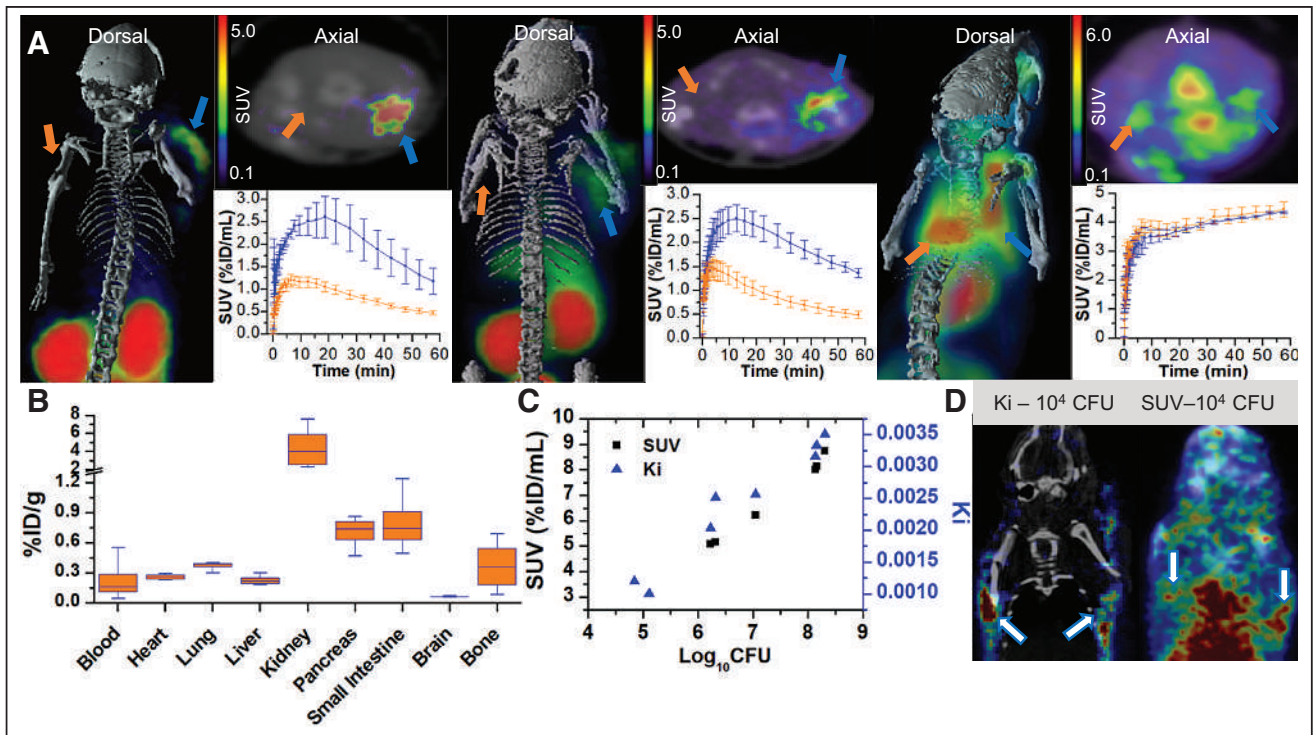 A
Dorsal
5.0
SUV
0.1
Axial
3.0
2.5
2.0
1.5
1.0
0.5
0.0
SUV (%ID/mL)
0 10 20 30 40 50 60
Time (min)
Dorsal
5.0
SUV
0.1
Axial
3.0
2.5
2.0
1.5
1.0
0.5
0.0
SUV (%ID/mL)
0 10 20 30 40 50 60
Time (min)
Dorsal
6.0
SUV
0.1
Axial
5
4
3
2
1
0
SUV (%ID/mL)
0 10 20 30 40 50 60
Time (min)
B
8
6
4
2
1.2
0.9
0.6
0.3
0.0
%ID/g
Blood
Heart
Lung
Liver
Kidney
Pancreas
Small Intestine
Brain
Bone
C
10
9
8
7
6
5
4
3
SUV (%ID/mL)
SUV
Ki
0.0035
0.0030
0.0025
0.0020
0.0015
0.0010
Ki
4 5 6 7 8 9
Log10CFU
D
Ki – 10⁴ CFU SUV–10⁴ CFU